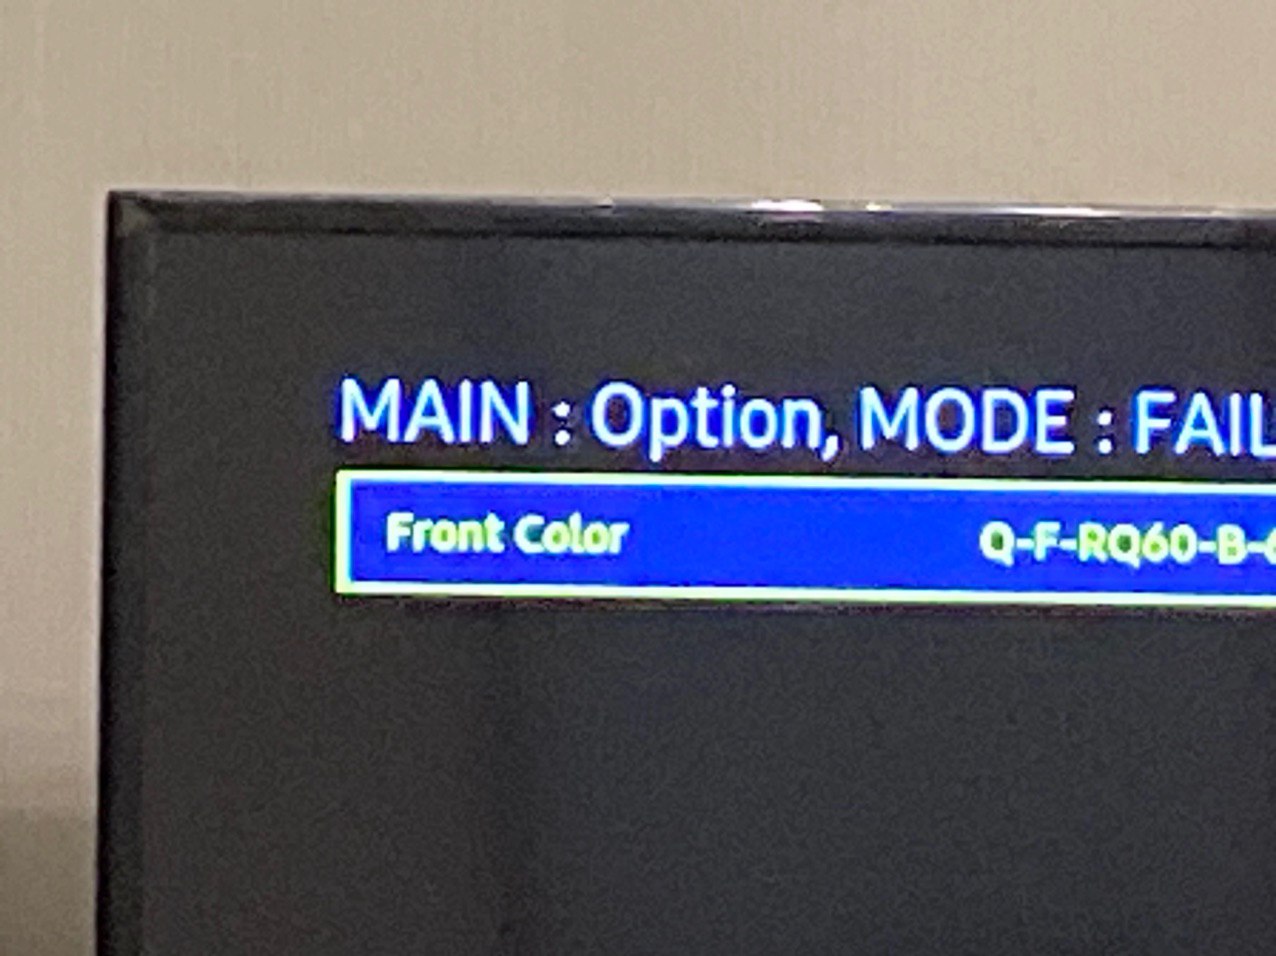 MAIN : Option, MODE : FAIL
Front Color Q-F-RQ60-B-